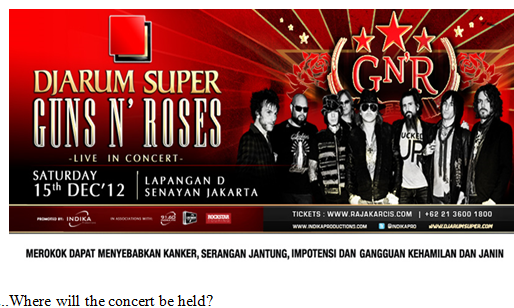 DJARUM SUPER
GUNS N' ROSES
-LIVE IN CONCERT-
SATURDAY
15th DEC'12
LAPANGAN D
SENAYAN JAKARTA
GN'R
PROMOTED BY: INDIKA
IN ASSOCIATIONS WITH:
ROCKSTAR
TICKETS : WWW.RAJAKARCIS.COM | +62 21 3600 1800
WWW.INDIKAPRODUCTIONS.COM @INDIKAPRO WWW.DJARUMSUPER.COM
MEROKOK DAPAT MENYEBABKAN KANKER, SERANGAN JANTUNG, IMPOTENSI DAN GANGGUAN KEHAMILAN DAN JANIN
..Where will the concert be held?